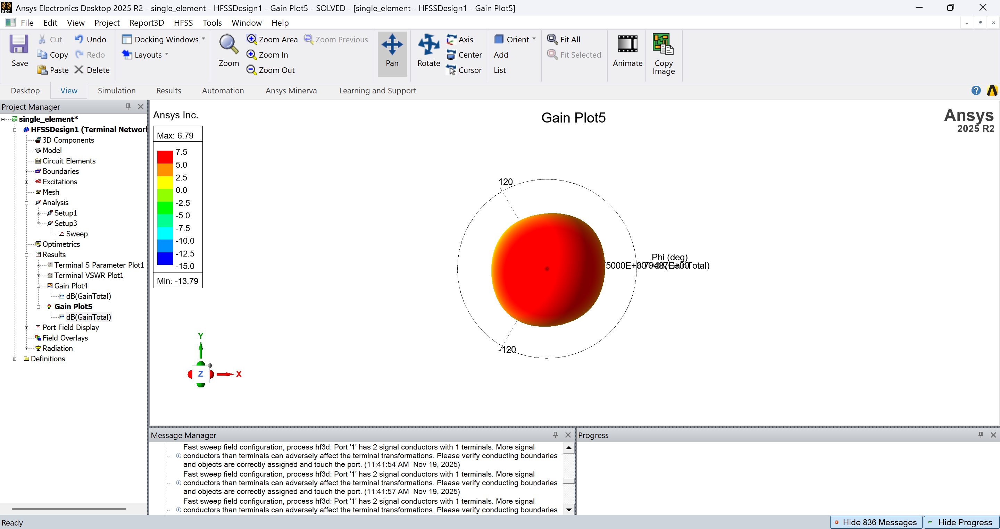 EDT
Ansys Electronics Desktop 2025 R2 - single_element - HFSSDesign1 - Gain Plot5 - SOLVED - [single_element - HFSSDesign1 - Gain Plot5]
File Edit View Project Report3D HFSS Tools Window Help
Save
Cut
Copy
Paste
Undo
Redo
Delete
Docking Windows
Layouts
Zoom
Zoom Area
Zoom In
Zoom Out
Zoom Previous
Pan
Rotate
Axis
Center
Cursor
Orient
Add
List
Fit All
Fit Selected
Animate
Copy
Image
Desktop View Simulation Results Automation Ansys Minerva Learning and Support
Project Manager
single_element*
HFSSDesign1 (Terminal Networ
3D Components
Model
Circuit Elements
Boundaries
Excitations
Mesh
Analysis
Setup1
Setup3
Sweep
Optimetrics
Results
Terminal S Parameter Plot1
Terminal VSWR Plot1
Gain Plot4
dB(GainTotal)
Gain Plot5
dB(GainTotal)
Port Field Display
Field Overlays
Radiation
Definitions
Ansys Inc.
Gain Plot5
Ansys
2025 R2
Max: 6.79
7.5
5.0
2.5
0.0
-2.5
-5.0
-7.5
-10.0
-12.5
-15.0
Min: -13.79
120
Phi (deg)
-120
Y
Z
X
Message Manager
Fast sweep field configuration, process hf3d: Port '1' has 2 signal conductors with 1 terminals. More signal
conductors than terminals can adversely affect the terminal transformations. Please verify conducting boundaries
and objects are correctly assigned and touch the port. (11:41:54 AM Nov 19, 2025)
Fast sweep field configuration, process hf3d: Port '1' has 2 signal conductors with 1 terminals. More signal
conductors than terminals can adversely affect the terminal transformations. Please verify conducting boundaries
and objects are correctly assigned and touch the port. (11:41:57 AM Nov 19, 2025)
Fast sweep field configuration, process hf3d: Port '1' has 2 signal conductors with 1 terminals. More signal
conductors than terminals can adversely affect the terminal transformations. Please verify conducting boundaries
Progress
Ready
Hide 836 Messages
Hide Progress